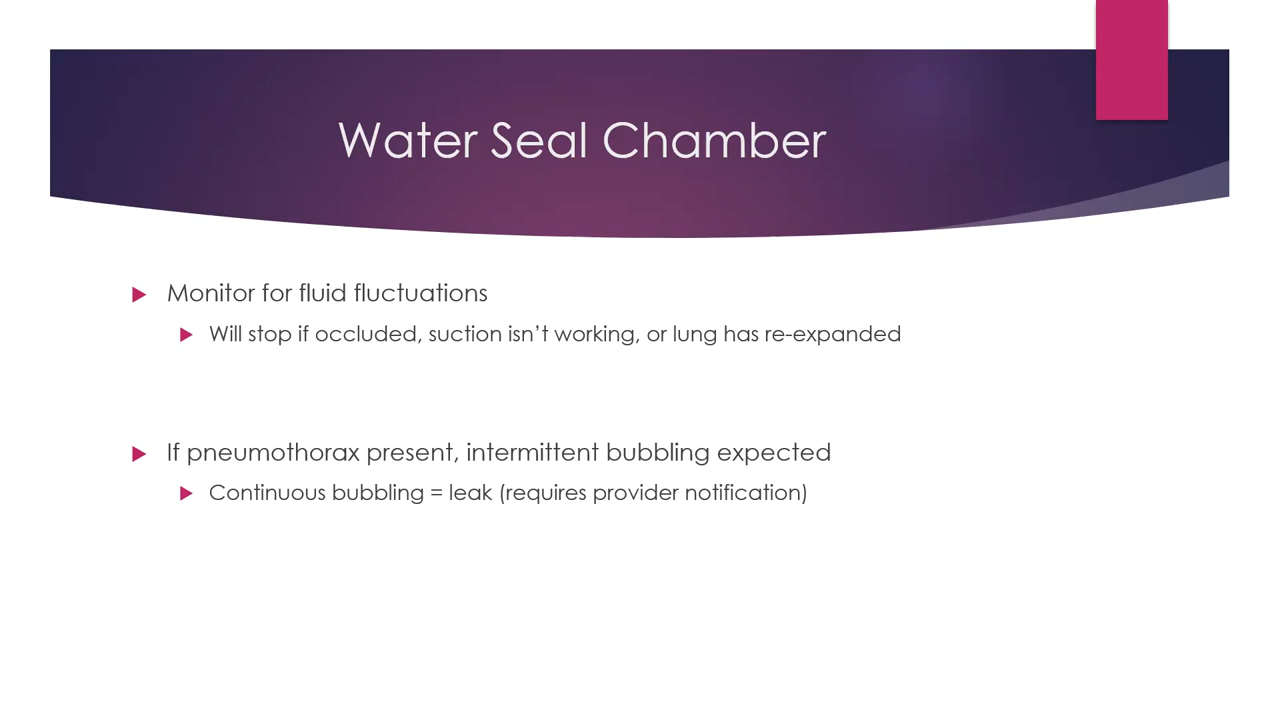 Water Seal Chamber
Monitor for fluid fluctuations
Will stop if occluded, suction isn’t working, or lung has re-expanded
If pneumothorax present, intermittent bubbling expected
Continuous bubbling = leak (requires provider notification)